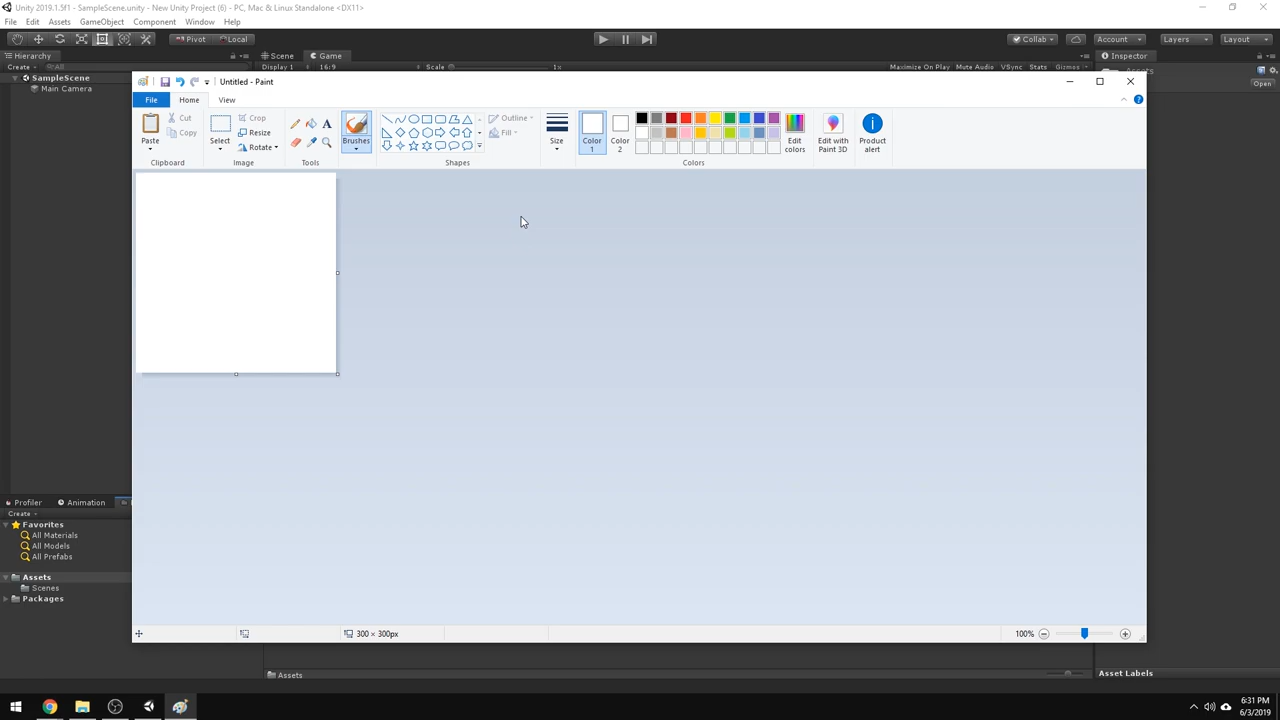 Unity 2019.1.5f1 - SampleScene.unity - New Unity Project (6) - PC, Mac & Linux Standalone <DX11>
File Edit Assets GameObject Component Window Help
Pivot Local Collab Account Layers Layout
Hierarchy Scene Game Inspector
Create All Display 1 16:9 Scale 1x Maximize On Play Mute Audio VSync Stats Gizmos Assets
SampleScene
Main Camera
Open
Untitled - Paint
File Home View
Paste Cut Copy
Select Crop Resize Rotate
Brushes
Outline Fill
Size
Color 1
Color 2
Edit colors
Edit with Paint 3D
Product alert
Clipboard Image Tools Shapes Colors
300 × 300px 100%
Profiler Animation
Create
Favorites
All Materials
All Models
All Prefabs
Assets
Scenes
Packages
Assets
Asset Labels
6:31 PM
6/3/2019